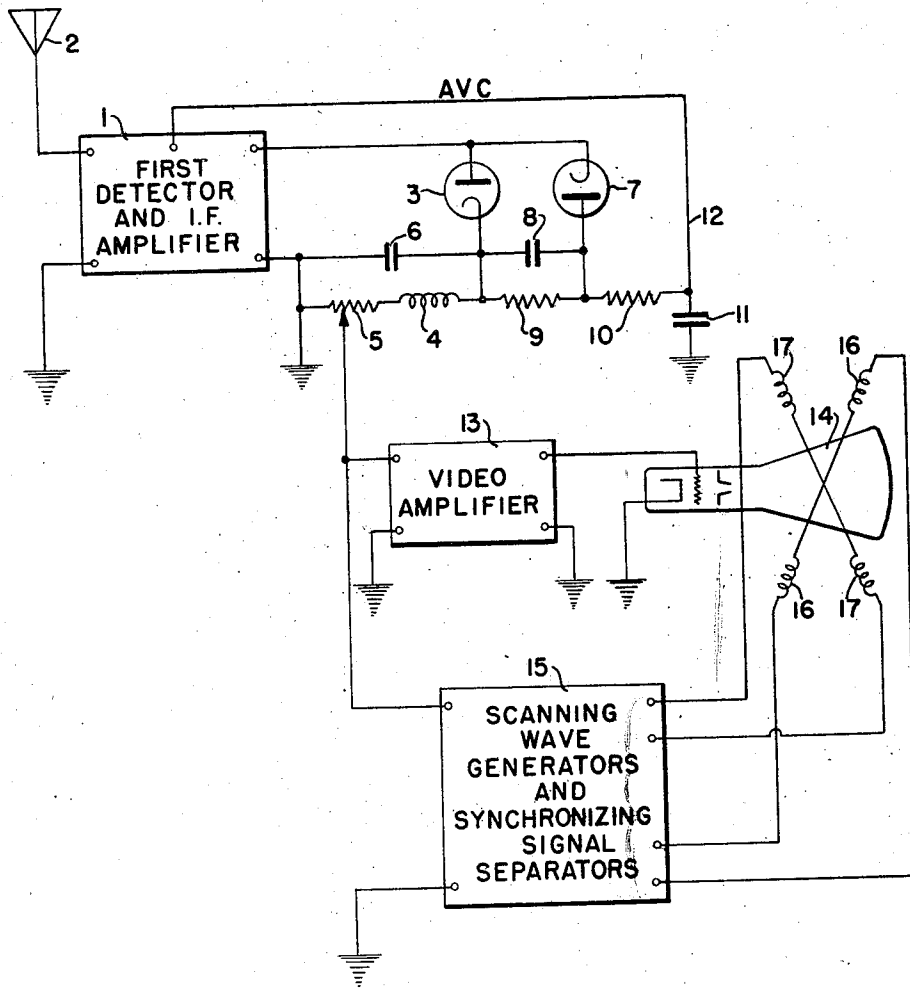 2
AVC
1
FIRST
DETECTOR
AND I.F.
AMPLIFIER
3
7
6
8
12
5
4
9
10
11
17
16
14
13
VIDEO
AMPLIFIER
16
17
15
SCANNING
WAVE
GENERATORS
AND
SYNCHRONIZING
SIGNAL
SEPARATORS